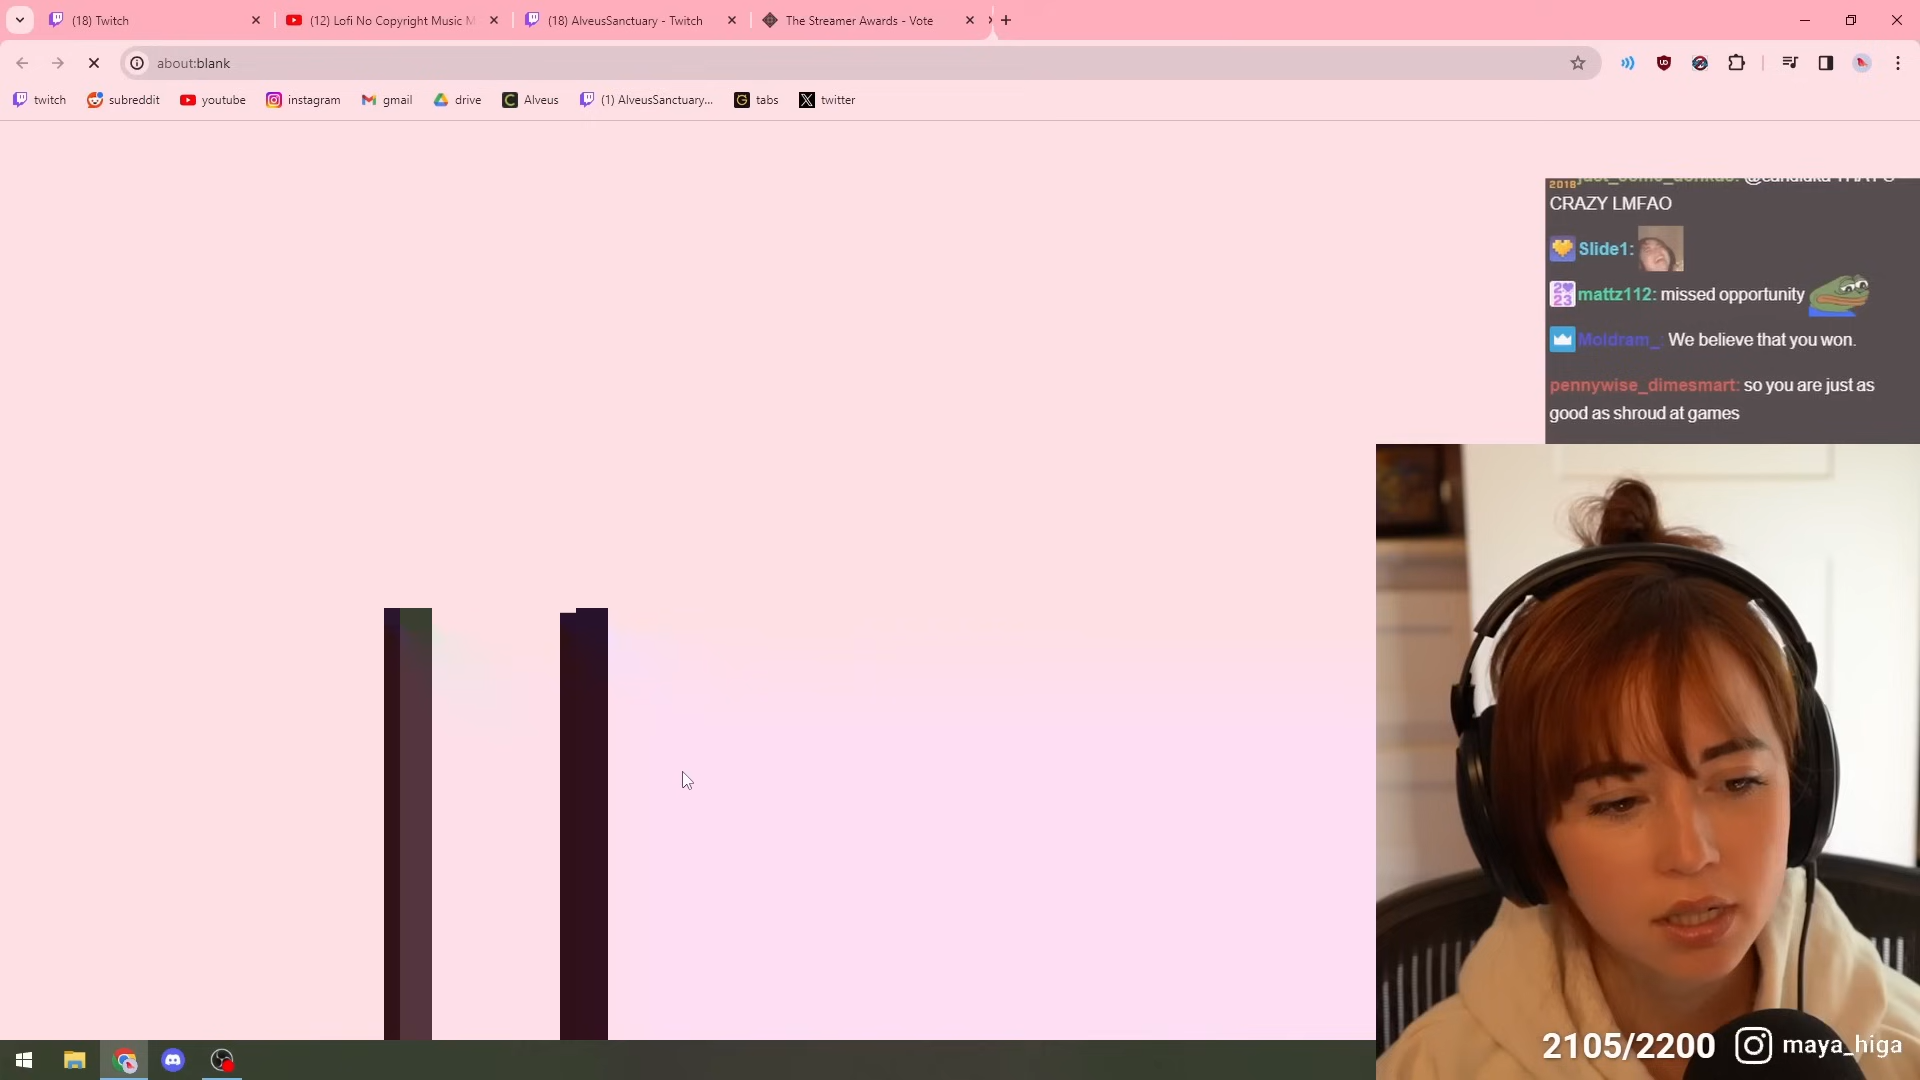 (18) Twitch
(12) Lofi No Copyright Music M
(18) AlveusSanctuary - Twitch
The Streamer Awards - Vote
about:blank
twitch
subreddit
youtube
instagram
gmail
drive
Alveus
(1) AlveusSanctuary...
tabs
twitter
2018
CRAZY LMFAO
Slide1:
mattz112: missed opportunity
Moldram_: We believe that you won.
pennywise_dimesmart: so you are just as
good as shroud at games
2105/2200 maya_higa